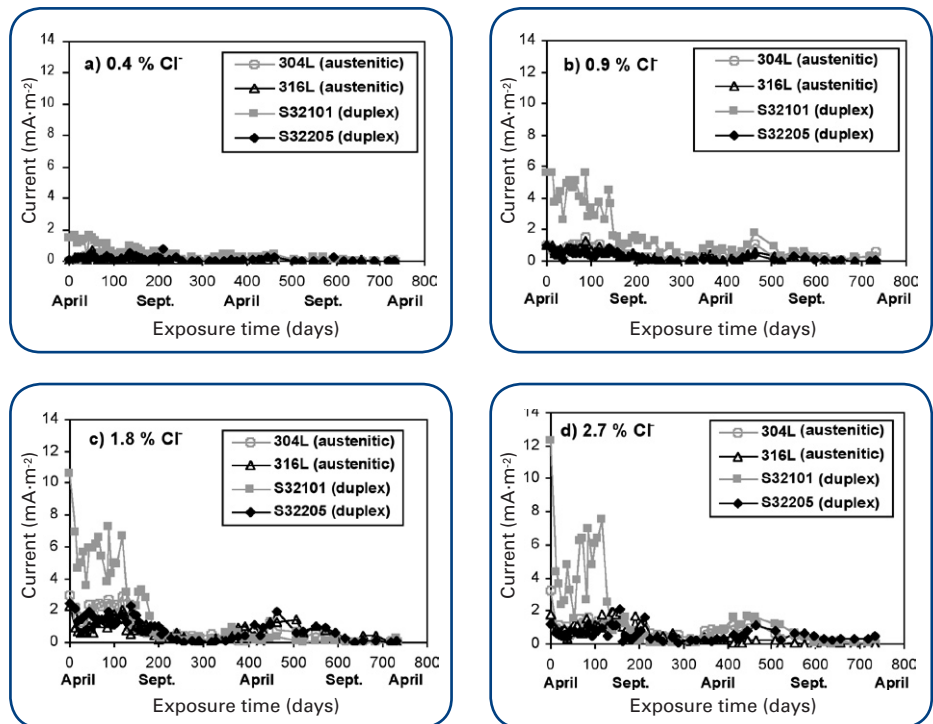 a) 0.4 % Cl⁻
304L (austenitic)
316L (austenitic)
S32101 (duplex)
S32205 (duplex)
Current (mA·m⁻²)
14
12
10
8
6
4
2
0
0 100 200 300 400 500 600 700 800
April Sept. April Sept. April
Exposure time (days)
b) 0.9 % Cl⁻
304L (austenitic)
316L (austenitic)
S32101 (duplex)
S32205 (duplex)
Current (mA·m⁻²)
14
12
10
8
6
4
2
0
0 100 200 300 400 500 600 700 800
April Sept. April Sept. April
Exposure time (days)
c) 1.8 % Cl⁻
304L (austenitic)
316L (austenitic)
S32101 (duplex)
S32205 (duplex)
Current (mA·m⁻²)
14
12
10
8
6
4
2
0
0 100 200 300 400 500 600 700 800
April Sept. April Sept. April
Exposure time (days)
d) 2.7 % Cl⁻
304L (austenitic)
316L (austenitic)
S32101 (duplex)
S32205 (duplex)
Current (mA·m⁻²)
14
12
10
8
6
4
2
0
0 100 200 300 400 500 600 700 800
April Sept. April Sept. April
Exposure time (days)